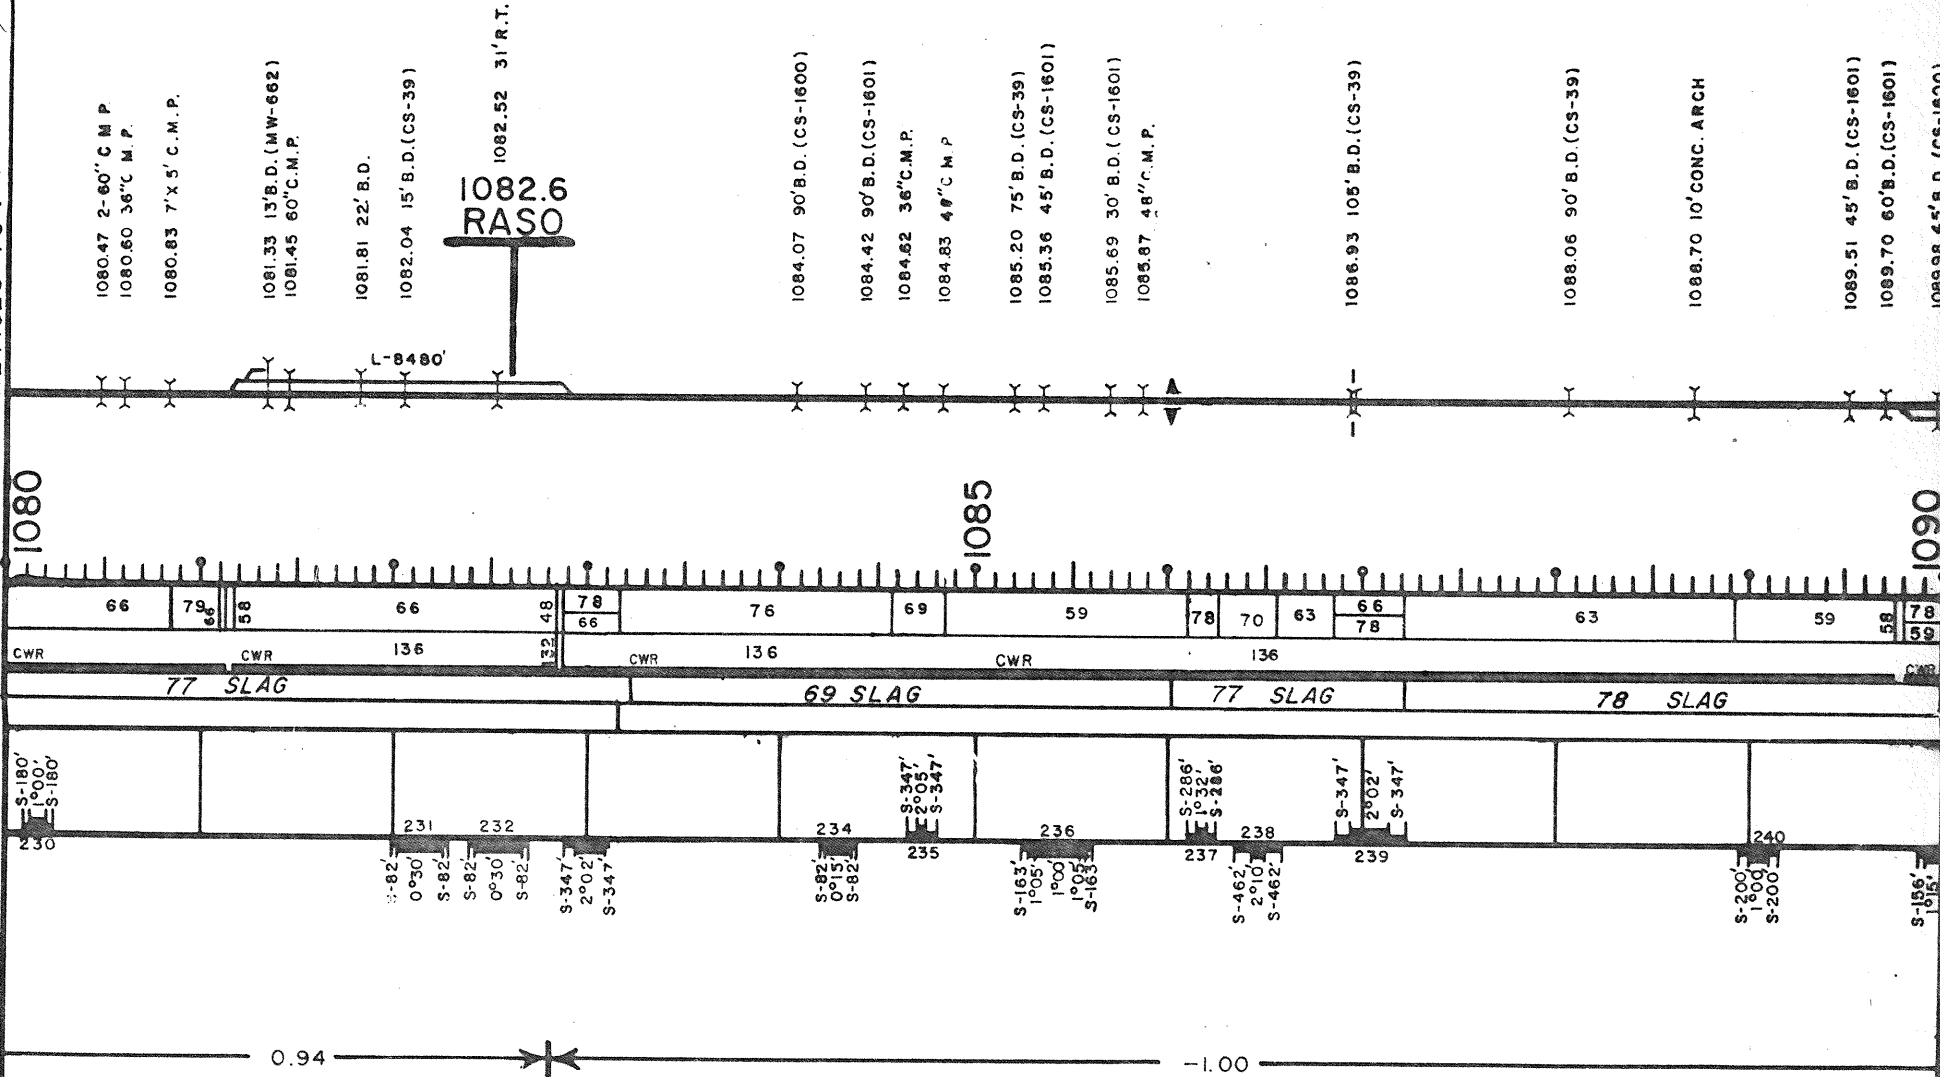 1080.47 2-60" C M P.
1080.60 36"C M. P.
1080.83 7'X 5' C.M.P.
1081.33 13'B.D.(MW-662)
1081.45 60"C.M.P.
1081.81 22' B.D.
1082.04 15' B.D.(CS-39)
1082.52 31'R.T.
1082.6
RASO
1084.07 90'B.D.(CS-1600)
1084.42 90'B.D.(CS-1601)
1084.62 36"C.M.P.
1084.83 48"C M.P
1085.20 75' B.D.(CS-39)
1085.36 45' B.D.(CS-1601)
1085.69 30' B.D.(CS-1601)
1085.87 48"C.M.P.
1086.93 105' B.D.(CS-39)
1088.06 90' B.D.(CS-39)
1088.70 10'CONC. ARCH
1089.51 45' B.D.(CS-1601)
1089.70 60'B.D.(CS-1601)
1089.98 45' B.D.(CS-1600)
L-8480'
1080 1085 1090
66 79 66 58 66 48 78 76 69 59 78 70 63 66 63 59 58 78
66 78 59
CWR CWR 136 132 CWR 136 CWR 136 CWR
77 SLAG 69 SLAG 77 SLAG 78 SLAG
S-180' 1°00' S-180' S-347' 2°05' S-347' S-286' 1°32' S-286' S-347' 2°02' S-347'
230 231 232 234 235 236 237 238 239 240
S-82' 0°30' S-82' S-82' 0°30' S-82' S-347' 2°02' S-347' S-82' 0°15' S-82' S-163' 1°05' 1°00' 1°05' S-163' S-462' 2°10' S-462' S-200' 1°00' S-200' S-156' 1°15'
0.94 -1.00